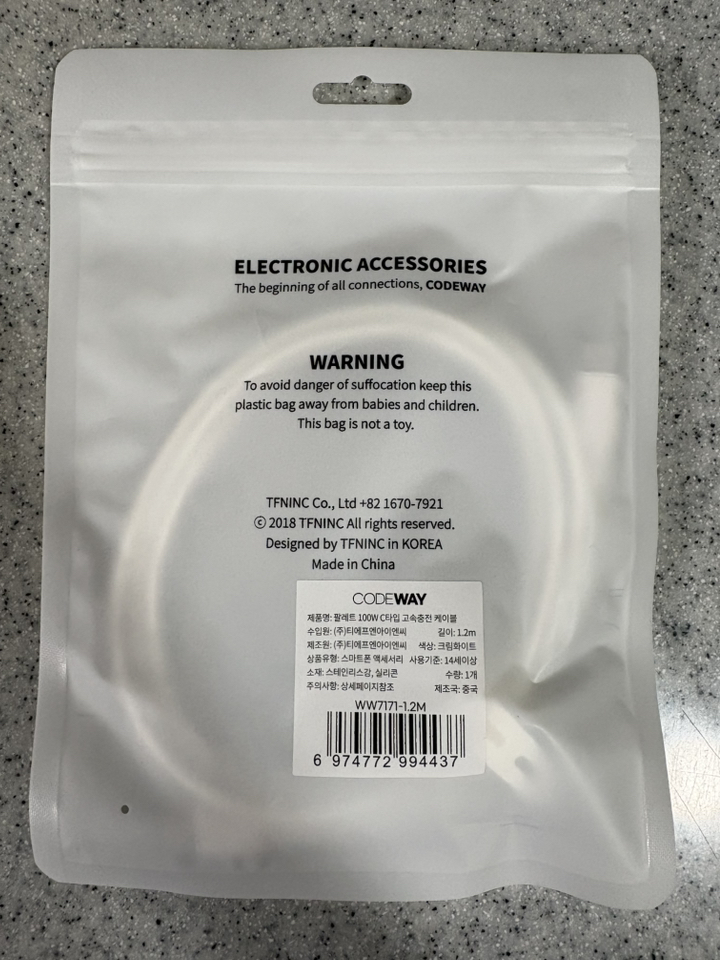 ELECTRONIC ACCESSORIES
The beginning of all connections, CODEWAY
WARNING
To avoid danger of suffocation keep this
plastic bag away from babies and children.
This bag is not a toy.
TFNINC Co., Ltd +82 1670-7921
ⓒ 2018 TFNINC All rights reserved.
Designed by TFNINC in KOREA
Made in China
CODEWAY
제품명: 팔레트 100W C타입 고속충전 케이블
수입원: (주)티에프엔아이엔씨 길이: 1.2m
제조원: (주)티에프엔아이엔씨 색상: 크림화이트
상품유형: 스마트폰 액세서리 사용기준: 14세이상
소재: 스테인리스강, 실리콘 수량: 1개
주의사항: 상세페이지참조 제조국: 중국
WW7171-1.2M
6 974772 994437